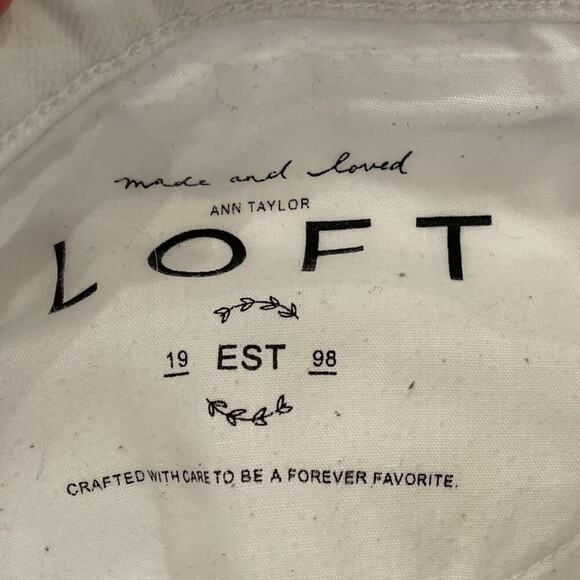 made and loved
ANN TAYLOR
LOFT
19 EST 98
CRAFTED WITH CARE TO BE A FOREVER FAVORITE.